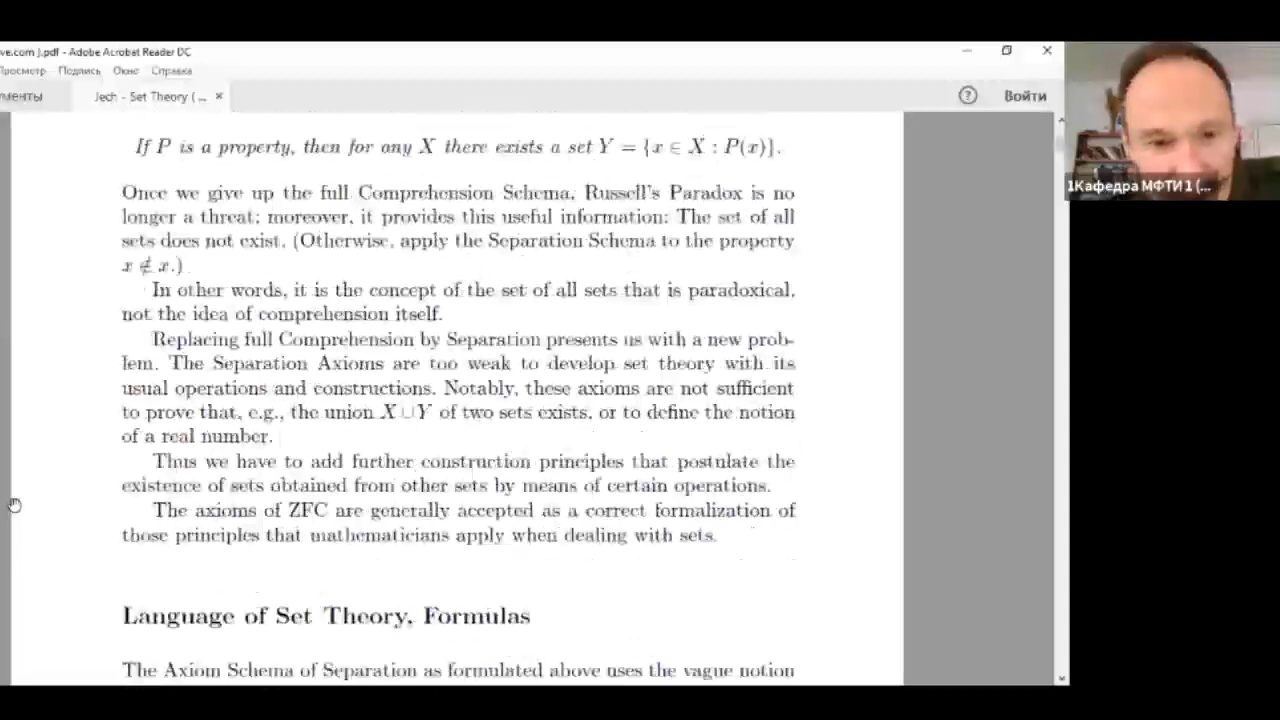 ve.com ).pdf - Adobe Acrobat Reader DC
Просмотр Подпись Окно Справка
менты Jech - Set Theory ( ... × ? Войти
If P is a property, then for any X there exists a set Y = {x ∈ X : P(x)}.
Once we give up the full Comprehension Schema, Russell's Paradox is no
longer a threat; moreover, it provides this useful information: The set of all
sets does not exist. (Otherwise, apply the Separation Schema to the property
x ∉ x.)
In other words, it is the concept of the set of all sets that is paradoxical,
not the idea of comprehension itself.
Replacing full Comprehension by Separation presents us with a new prob-
lem. The Separation Axioms are too weak to develop set theory with its
usual operations and constructions. Notably, these axioms are not sufficient
to prove that, e.g., the union X ∪ Y of two sets exists, or to define the notion
of a real number.
Thus we have to add further construction principles that postulate the
existence of sets obtained from other sets by means of certain operations.
The axioms of ZFC are generally accepted as a correct formalization of
those principles that mathematicians apply when dealing with sets.
Language of Set Theory, Formulas
The Axiom Schema of Separation as formulated above uses the vague notion
1Кафедра МФТИ 1 (...